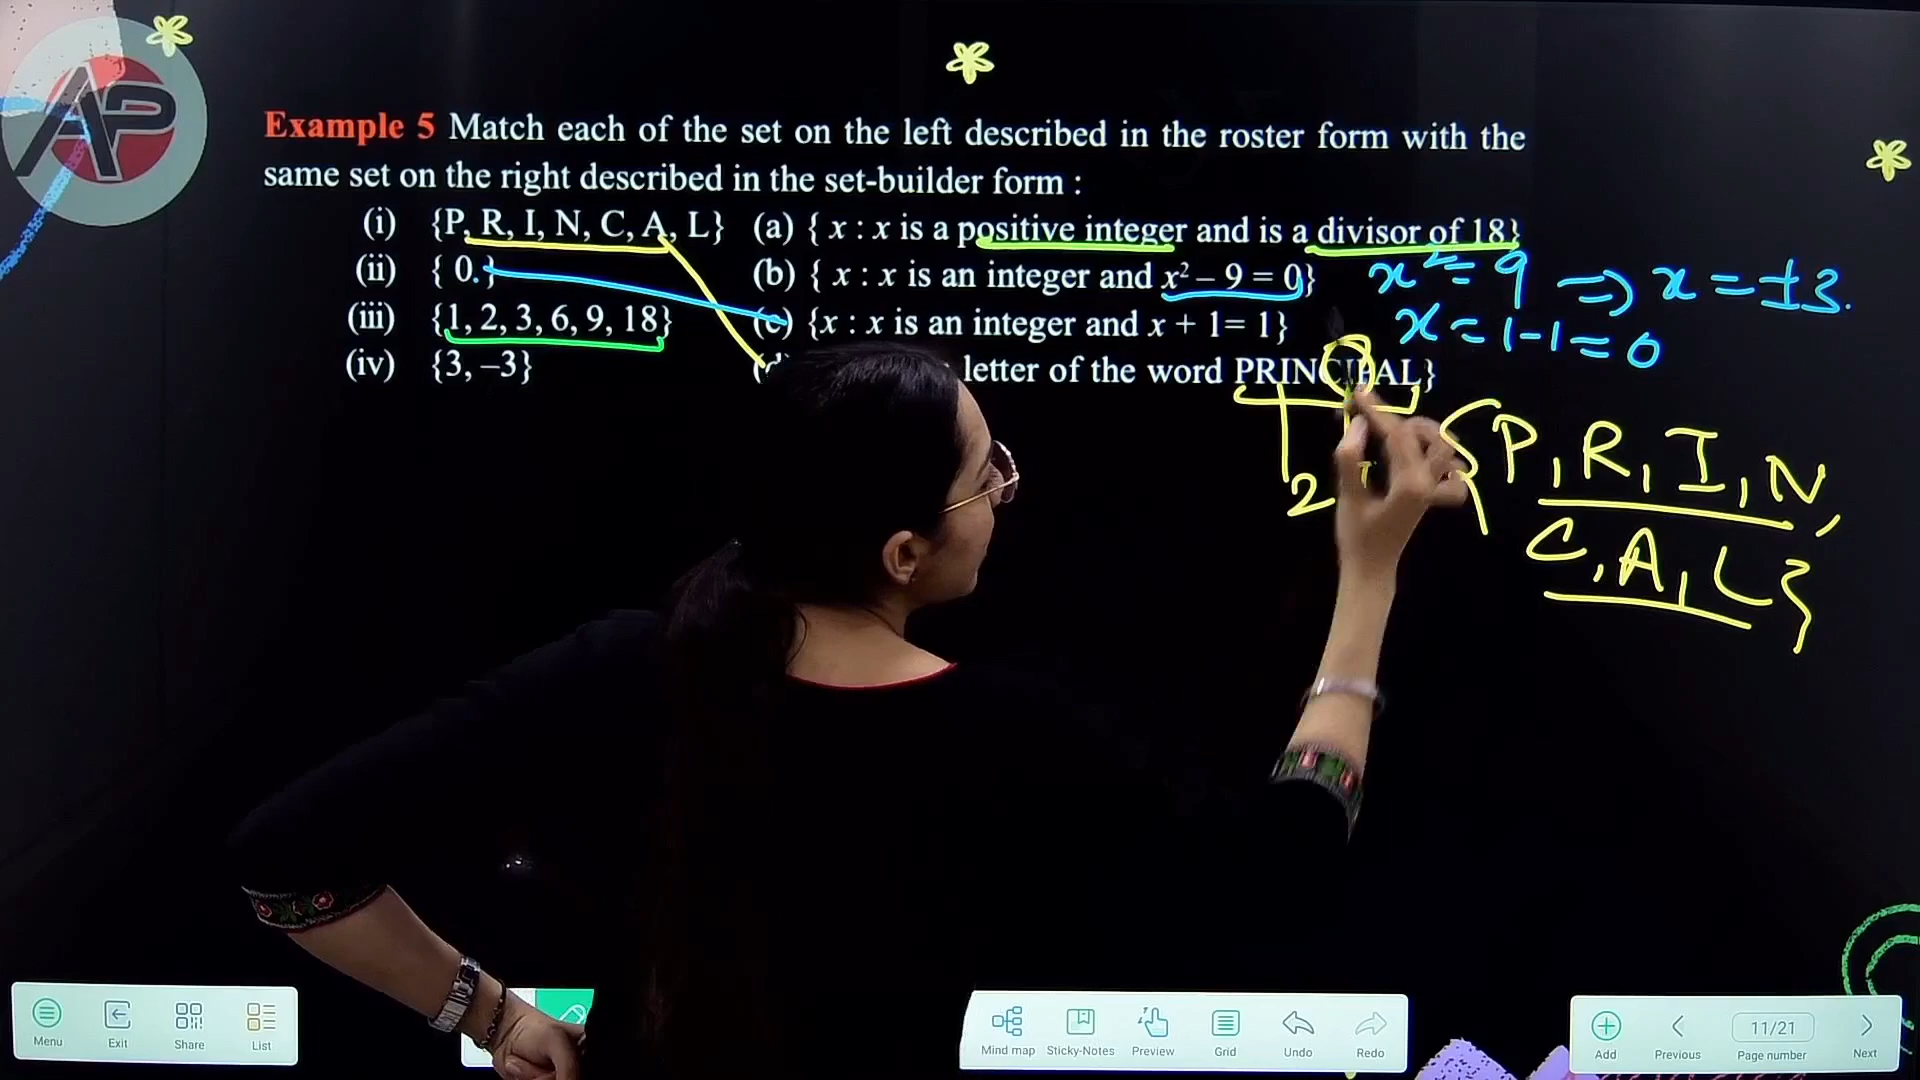 AP
Example 5 Match each of the set on the left described in the roster form with the
same set on the right described in the set-builder form :
(i) {P, R, I, N, C, A, L} (a) { x : x is a positive integer and is a divisor of 18}
(ii) { 0.} (b) { x : x is an integer and x² – 9 = 0} x² = 9 => x = ±3.
(iii) {1, 2, 3, 6, 9, 18} (c) {x : x is an integer and x + 1= 1} x = 1-1 = 0
(iv) {3, –3} letter of the word PRINCIPAL}
{P, R, I, N,
2
C, A, L}
Menu Exit Share List Mind map Sticky-Notes Preview Grid Undo Redo Add Previous 11/21 Page number Next